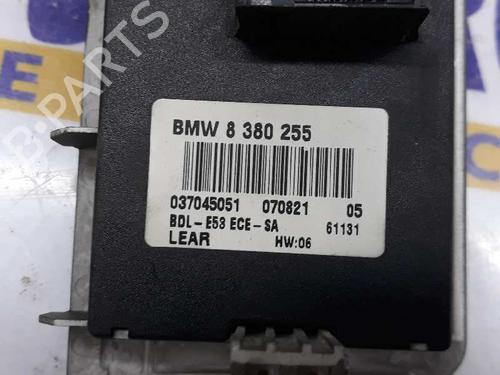 BMW 8 380 255
037045051 070821 05
BDL-E53 ECE-SA 61131
LEAR HW:06
B-PARTS